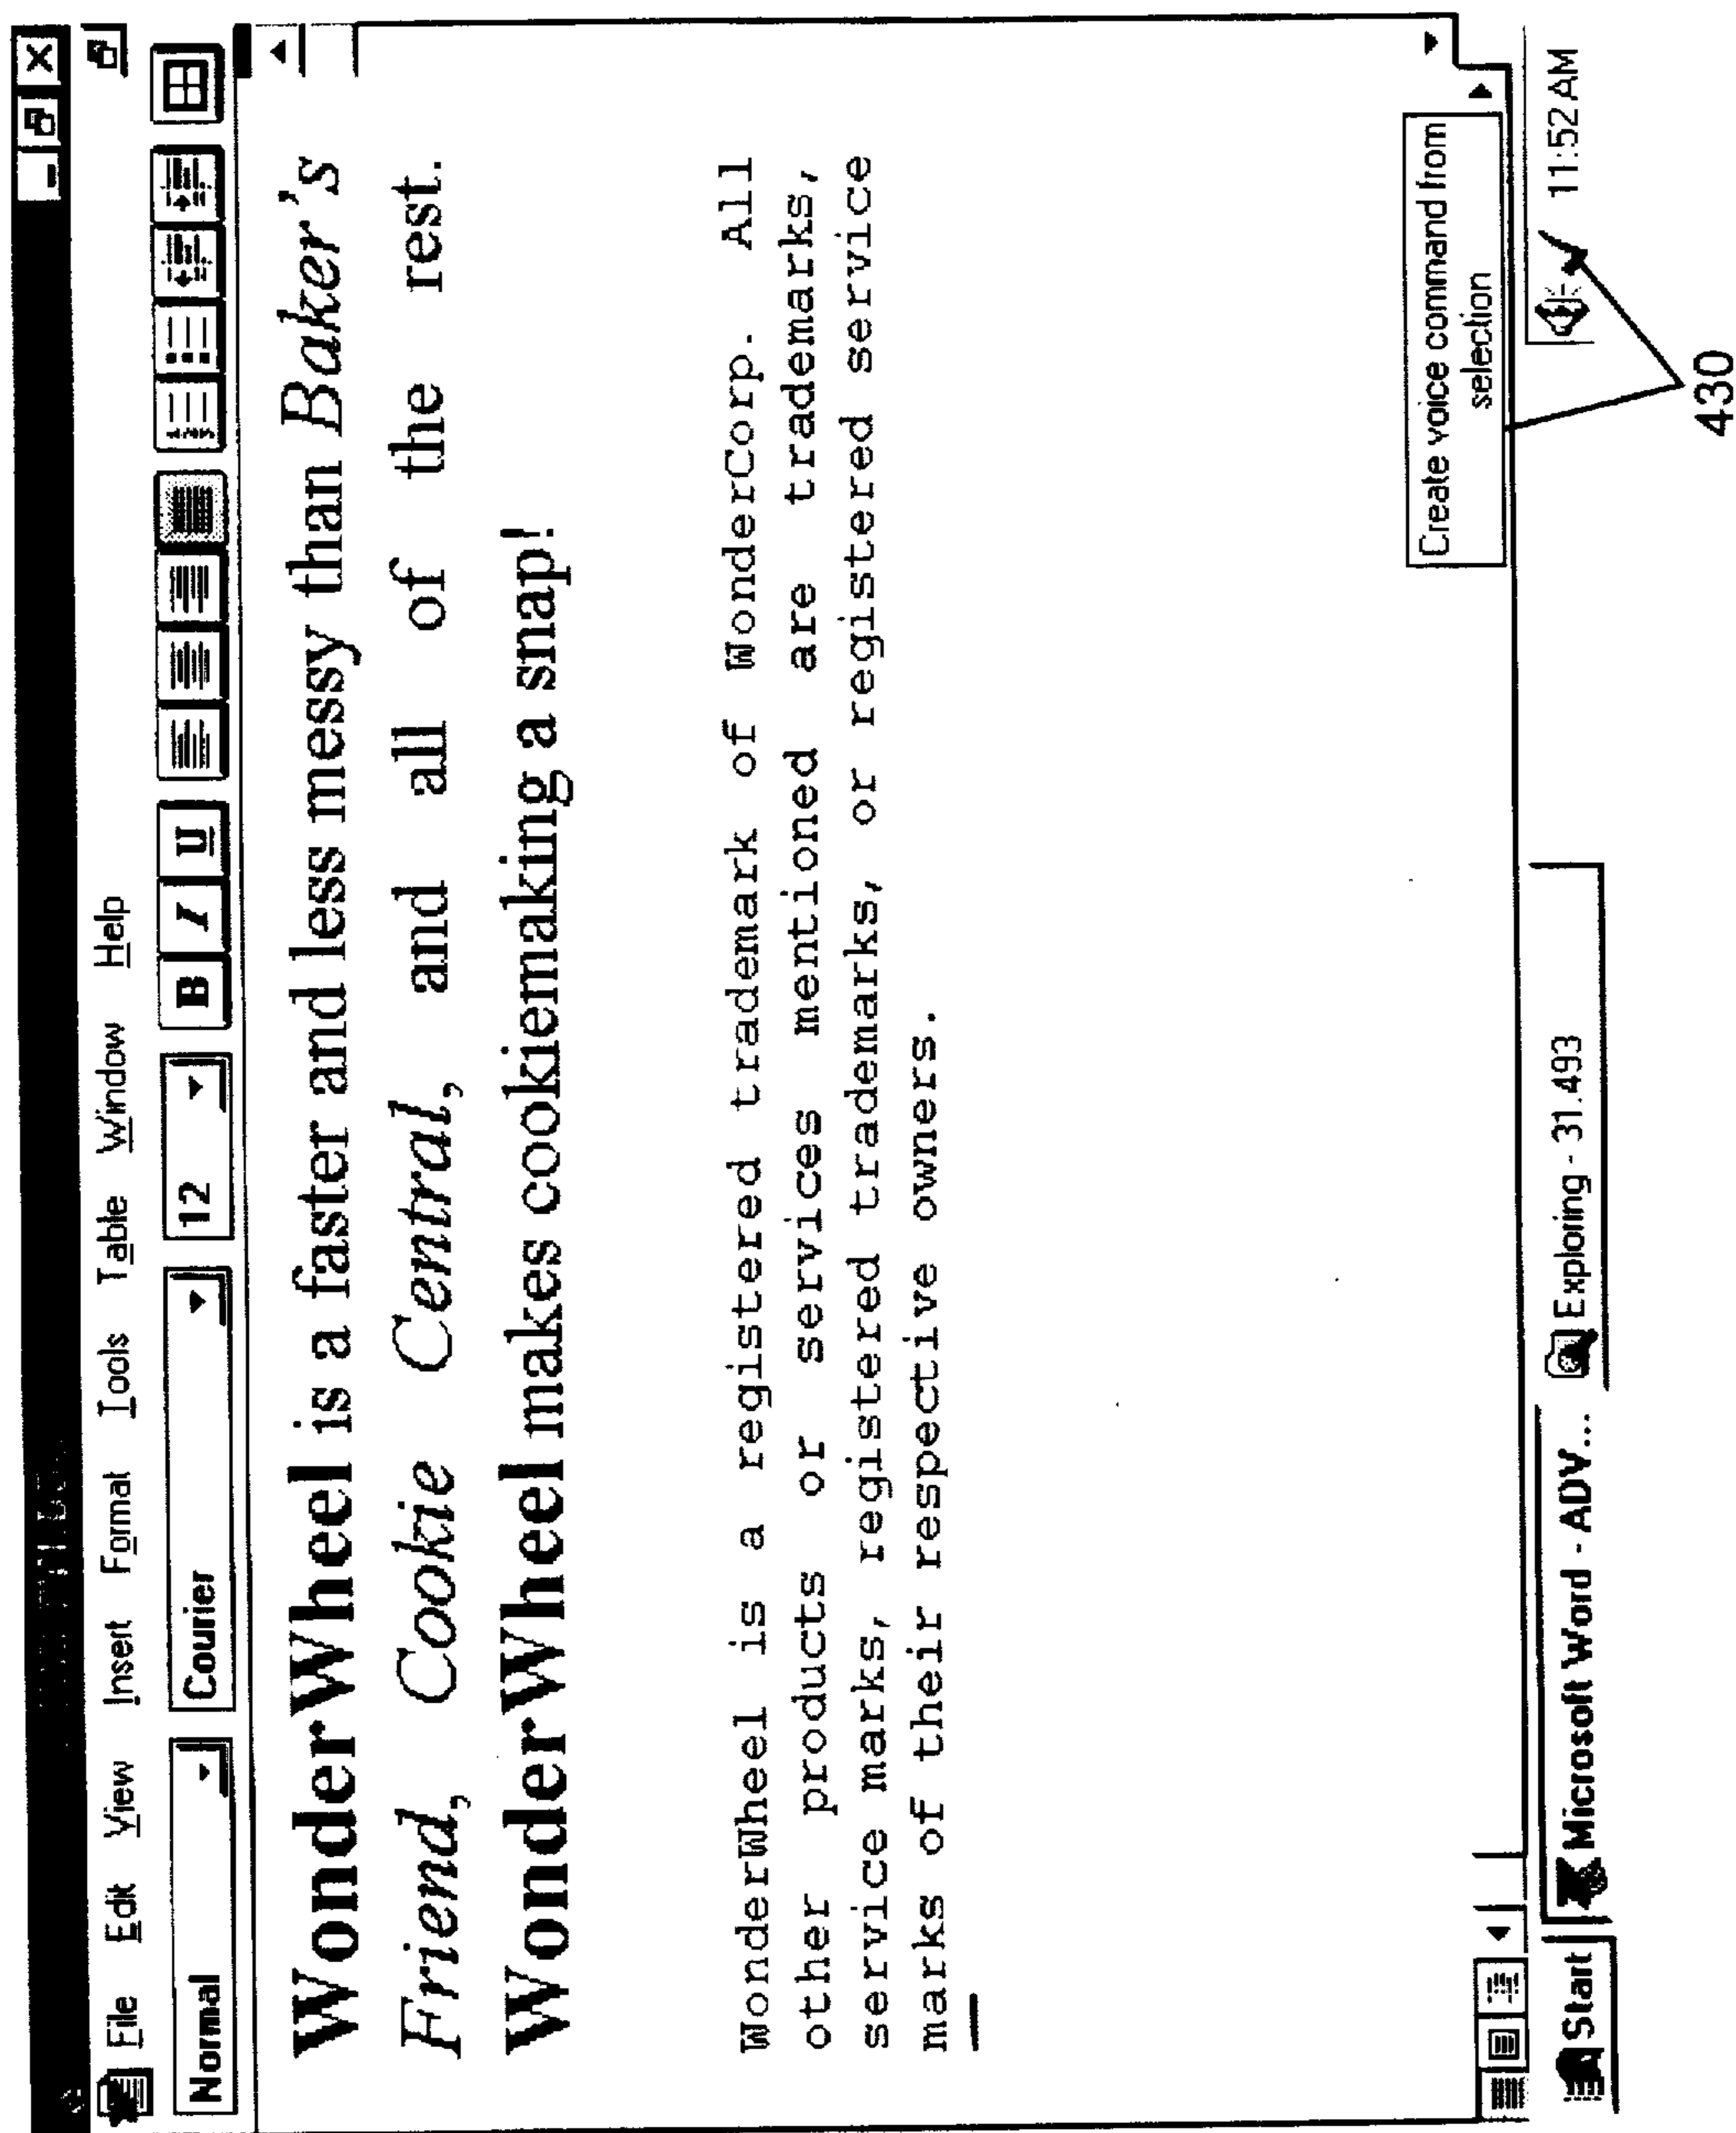 File Edit View Insert Format Tools Table Window Help
Normal Courier 12 B I U
WonderWheel is a faster and less messy than Baker's
Friend, Cookie Central, and all of the rest.
WonderWheel makes cookiemaking a snap!
WonderWheel is a registered trademark of WonderCorp. All
other products or services mentioned are trademarks,
service marks, registered trademarks, or registered service
marks of their respective owners.
Create voice command from
selection
Start Microsoft Word - ADV... Exploring - 31.493 11:52 AM
430